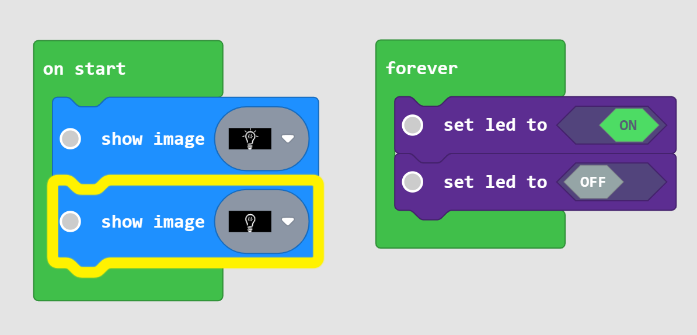 on start
show image
show image
forever
set led to ON
set led to OFF